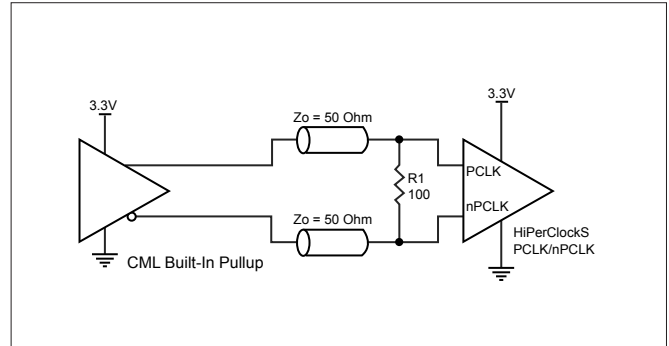 3.3V
3.3V
Zo = 50 Ohm
PCLK
R1
100
nPCLK
Zo = 50 Ohm
HiPerClockS
PCLK/nPCLK
CML Built-In Pullup